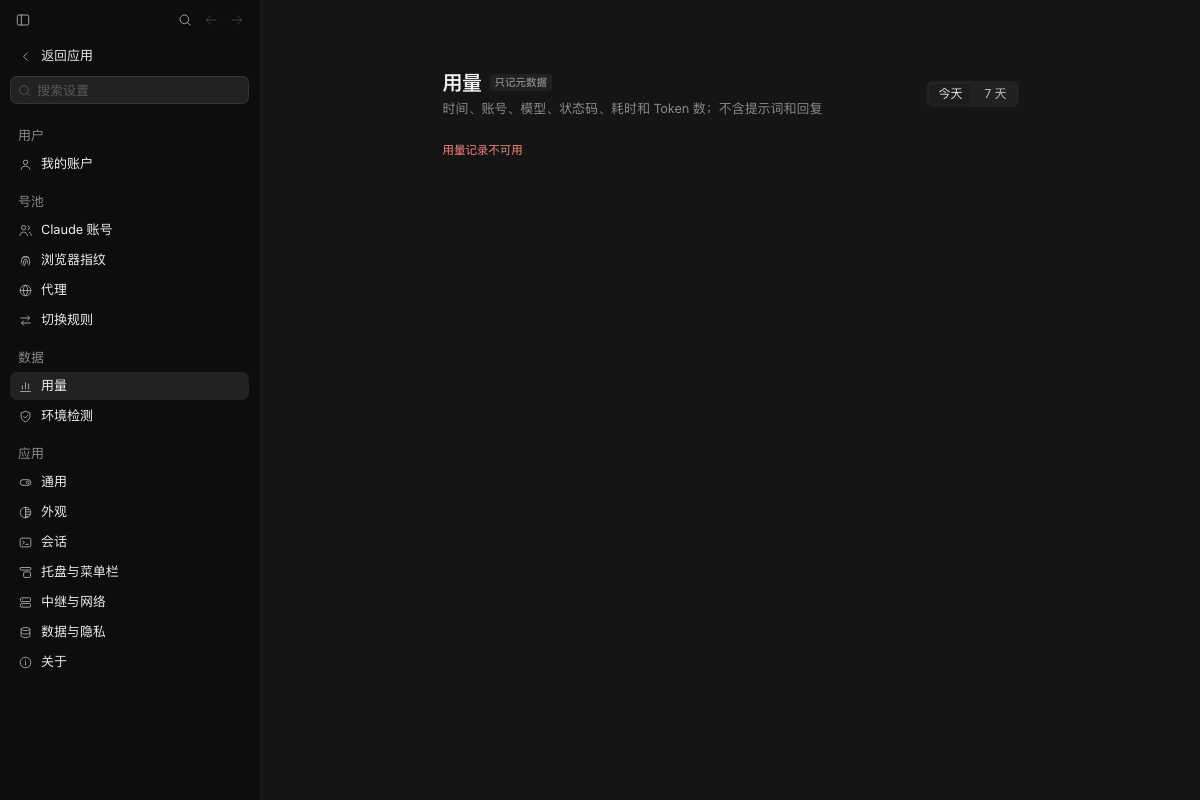 返回应用
搜索设置
用户
我的账户
号池
Claude 账号
浏览器指纹
代理
切换规则
数据
用量
环境检测
应用
通用
外观
会话
托盘与菜单栏
中继与网络
数据与隐私
关于
用量 只记元数据
时间、账号、模型、状态码、耗时和 Token 数；不含提示词和回复
今天 7 天
用量记录不可用